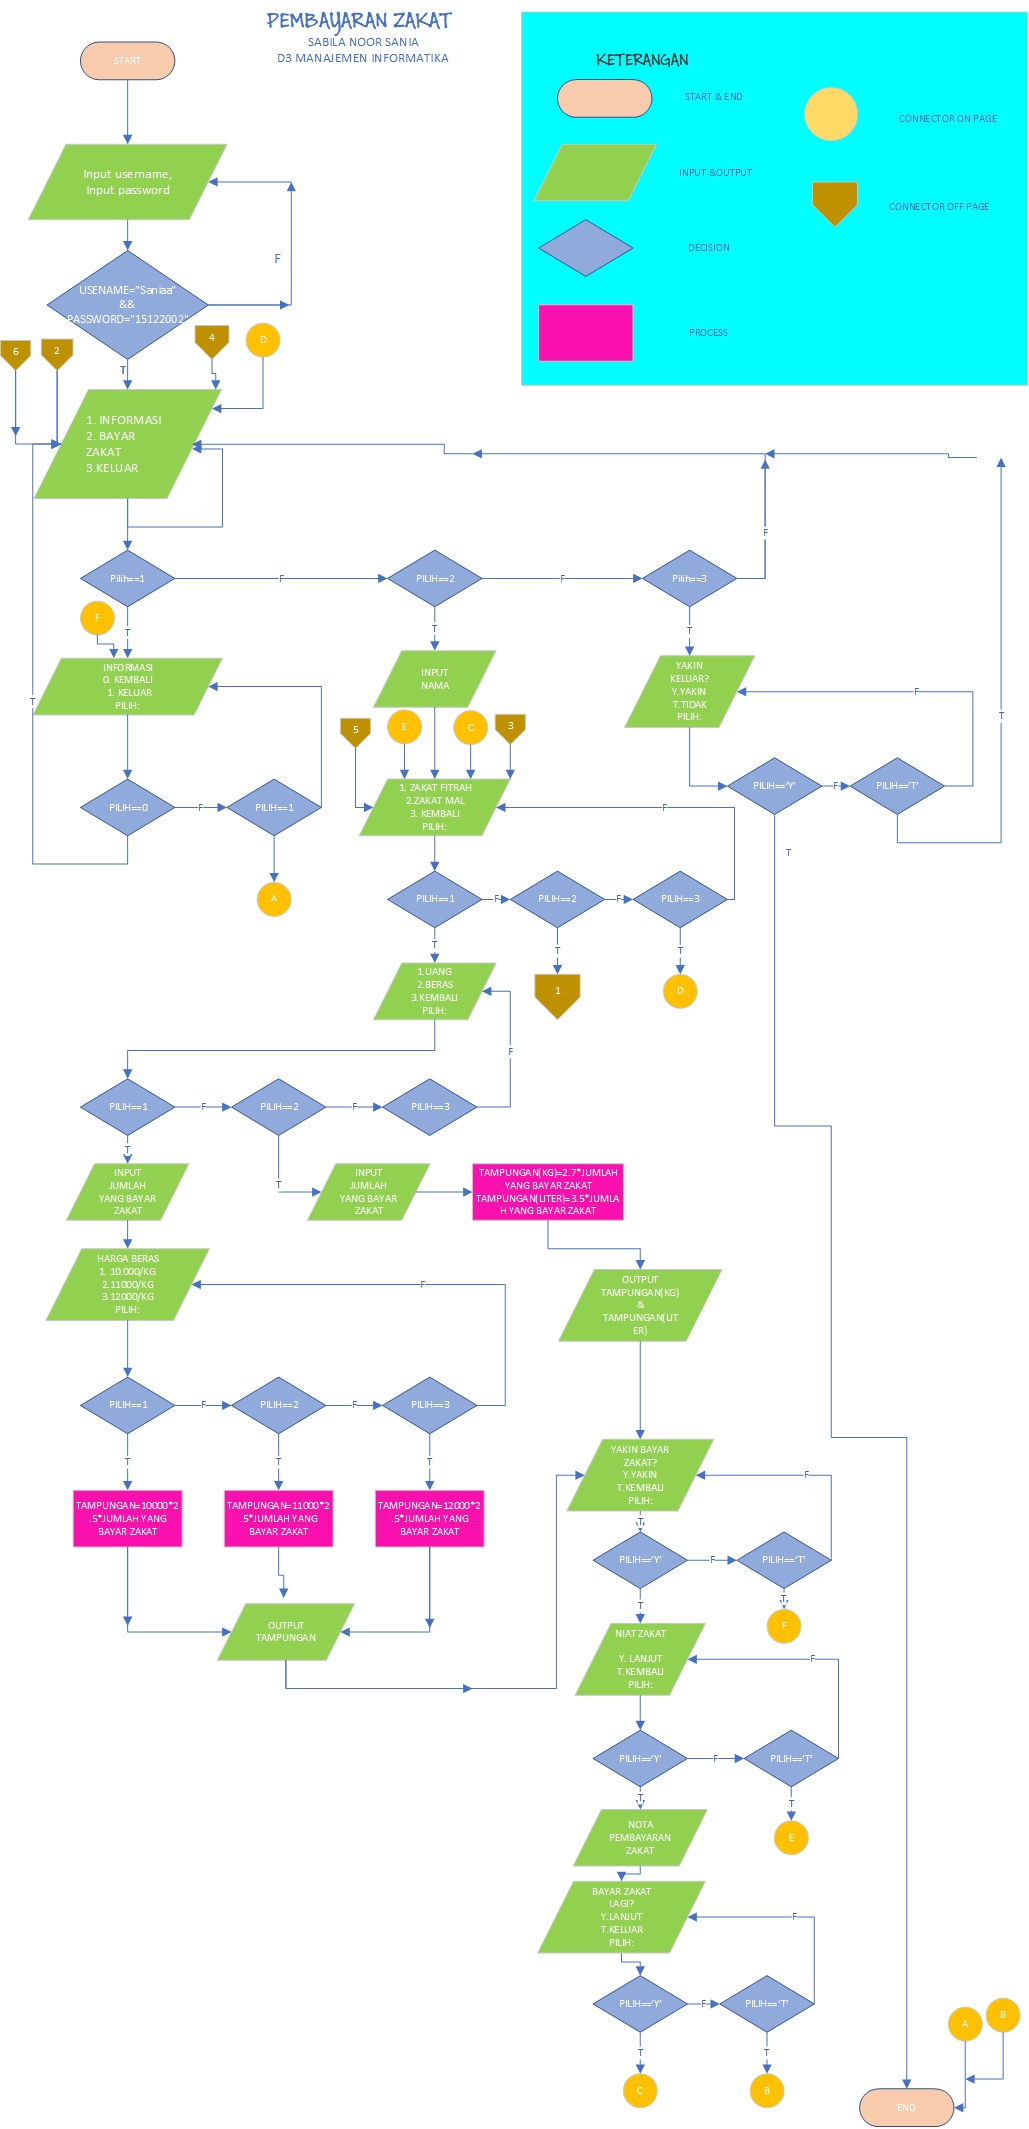 PEMBAYARAN ZAKAT
SABILA NOOR SANIA
D3 MANAJEMEN INFORMATIKA
KETERANGAN
START & END
CONNECTOR ON PAGE
INPUT &OUTPUT
CONNECTOR OFF PAGE
DECISION
PROCESS
START
Input username,
Input password
F
USENAME="Saniaa"
&&
PASSWORD="15122002"
T
6
2
4
D
1. INFORMASI
2. BAYAR
ZAKAT
3.KELUAR
F
Pilih==1
F
PILIH==2
F
Pilih==3
F
T
T
T
INFORMASI
0. KEMBALI
1. KELUAR
PILIH:
T
INPUT
NAMA
YAKIN
KELUAR?
Y.YAKIN
T.TIDAK
PILIH:
F
T
5
E
C
3
1. ZAKAT FITRAH
2.ZAKAT MAL
3. KEMBALI
PILIH:
F
PILIH=='Y'
F
PILIH=='T'
T
PILIH==0
F
PILIH==1
A
PILIH==1
F
PILIH==2
F
PILIH==3
T
T
T
1
D
1.UANG
2.BERAS
3.KEMBALI
PILIH:
F
PILIH==1
F
PILIH==2
F
PILIH==3
T
T
INPUT
JUMLAH
YANG BAYAR
ZAKAT
INPUT
JUMLAH
YANG BAYAR
ZAKAT
TAMPUNGAN(KG)=2.7*JUMLAH
YANG BAYAR ZAKAT
TAMPUNGAN(LITER)=3.5*JUMLA
H YANG BAYAR ZAKAT
HARGA BERAS
1. 10.000/KG
2.11000/KG
3.12000/KG
PILIH:
F
OUTPUT
TAMPUNGAN(KG)
&
TAMPUNGAN(LIT
ER)
PILIH==1
F
PILIH==2
F
PILIH==3
T
T
T
TAMPUNGAN=10000*2
.5*JUMLAH YANG
BAYAR ZAKAT
TAMPUNGAN=11000*2
.5*JUMLAH YANG
BAYAR ZAKAT
TAMPUNGAN=12000*2
.5*JUMLAH YANG
BAYAR ZAKAT
OUTPUT
TAMPUNGAN
YAKIN BAYAR
ZAKAT?
Y.YAKIN
T.KEMBALI
PILIH:
F
T
PILIH=='Y'
F
PILIH=='T'
T
T
F
NIAT ZAKAT
Y. LANJUT
T.KEMBALI
PILIH:
F
PILIH=='Y'
F
PILIH=='T'
T
T
E
NOTA
PEMBAYARAN
ZAKAT
BAYAR ZAKAT
LAGI?
Y.LANJUT
T.KELUAR
PILIH:
F
PILIH=='Y'
F
PILIH=='T'
T
T
C
B
A
B
END